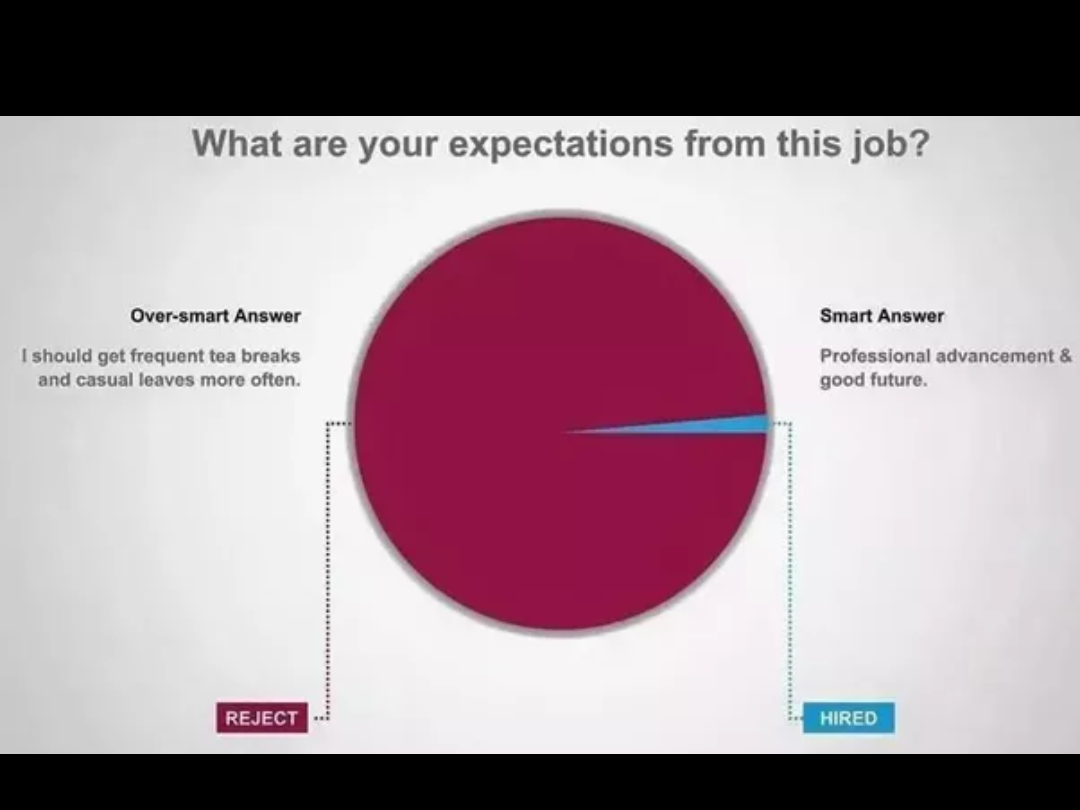 What are your expectations from this job?
Over-smart Answer
I should get frequent tea breaks
and casual leaves more often.
Smart Answer
Professional advancement &
good future.
REJECT
HIRED